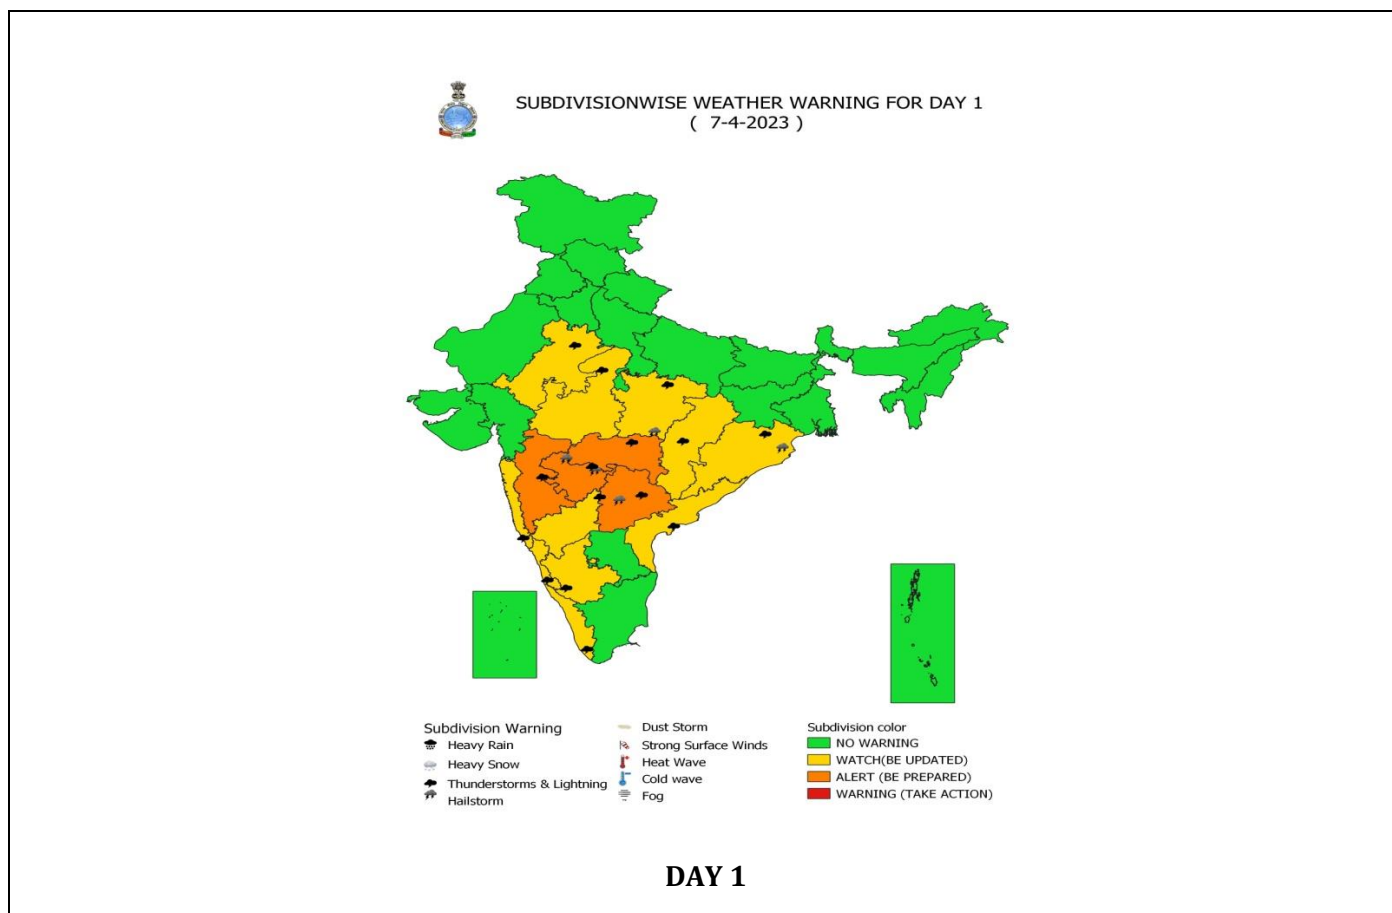 SUBDIVISIONWISE WEATHER WARNING FOR DAY 1
( 7-4-2023 )
Subdivision Warning
Heavy Rain
Heavy Snow
Thunderstorms & Lightning
Hailstorm
Dust Storm
Strong Surface Winds
Heat Wave
Cold wave
Fog
Subdivision color
NO WARNING
WATCH(BE UPDATED)
ALERT (BE PREPARED)
WARNING (TAKE ACTION)
DAY 1